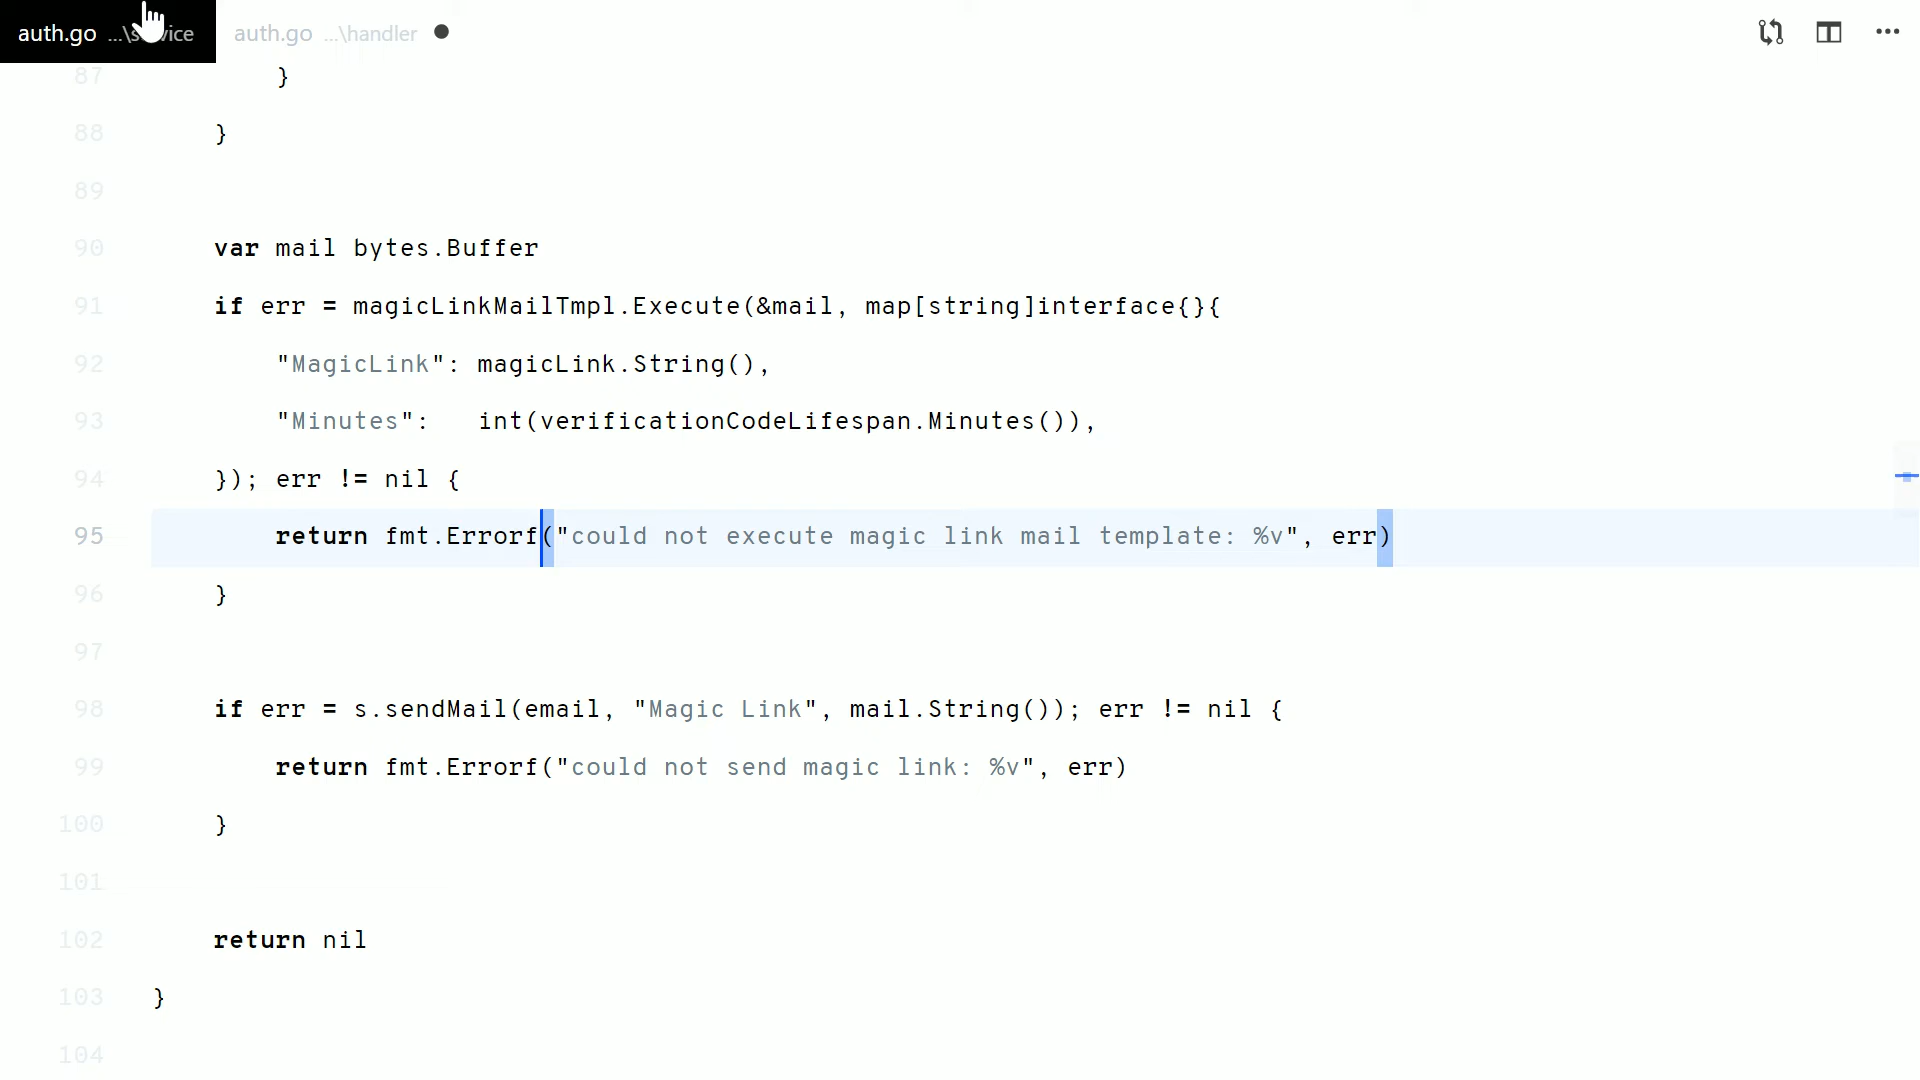 auth.go ...\service auth.go ...\handler
87 }
88 }
89
90 var mail bytes.Buffer
91 if err = magicLinkMailTmpl.Execute(&mail, map[string]interface{}{
92 "MagicLink": magicLink.String(),
93 "Minutes": int(verificationCodeLifespan.Minutes()),
94 }); err != nil {
95 return fmt.Errorf("could not execute magic link mail template: %v", err)
96 }
97
98 if err = s.sendMail(email, "Magic Link", mail.String()); err != nil {
99 return fmt.Errorf("could not send magic link: %v", err)
100 }
101
102 return nil
103 }
104